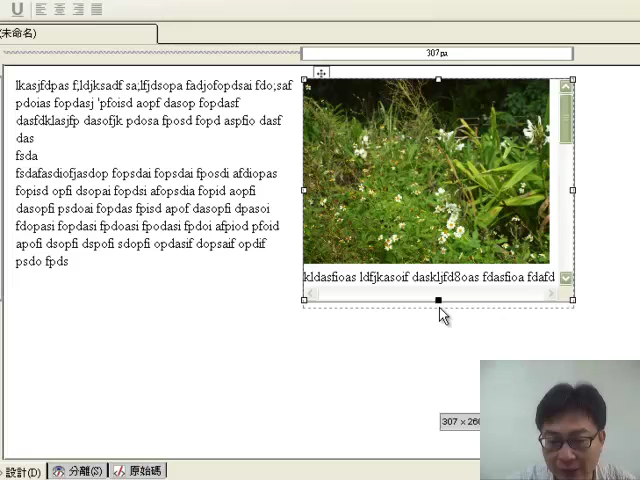 U
(未命名)
307px
lkasjfdpas f;ldjksadf sa;lfjdsopa fadjofopdsai fdo;saf
pdoias fopdasj 'pfoisd aopf dasop fopdasf
dasfdklasjfp dasofjk pdosa fposd fopd aspfio dasf
das
fsda
fsdafasdiofjasdop fopsdai fopsdai fposdi afdiopas
fopisd opfi dsopai fopdsi afopsdia fopid aopfi
dasopfi psdoai fopdas fpisd apof dasopfi dpasoi
fdopasi fopdasi fpdoasi fpodasi fpdoi afpiod pfoid
apofi dsopfi dspofi sdopfi opdasif dopsaif opdif
psdo fpds
kldasfioas ldfjkasoif daskljfd8oas fdasfioa fdafd
307 x 260
設計(D)
分離(S)
原始碼